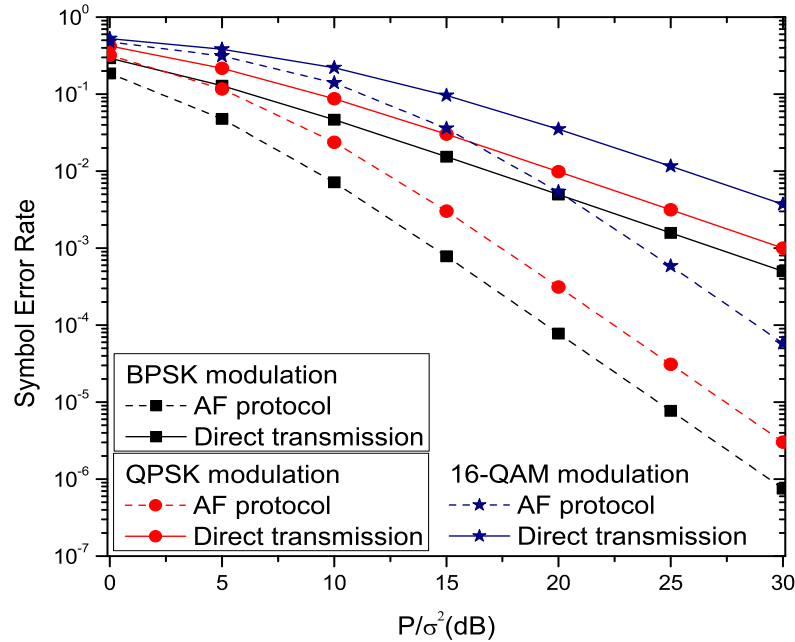 10^0
10^-1
10^-2
10^-3
10^-4
10^-5
10^-6
10^-7
Symbol Error Rate
BPSK modulation
AF protocol
Direct transmission
QPSK modulation
AF protocol
Direct transmission
16-QAM modulation
AF protocol
Direct transmission
0 5 10 15 20 25 30
P/σ²(dB)